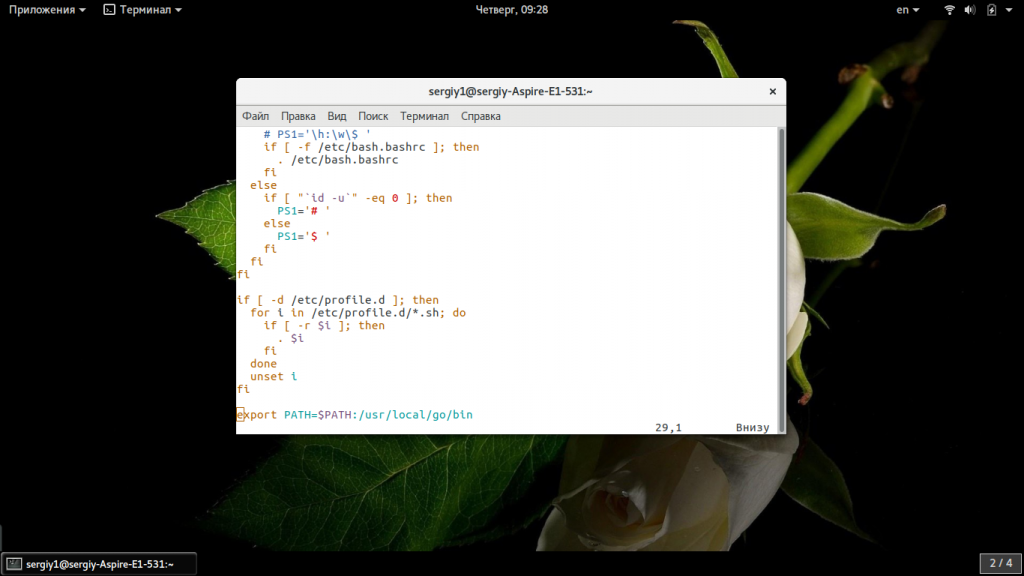 Приложения Терминал Четверг, 09:28 en
sergiy1@sergiy-Aspire-E1-531:~
Файл Правка Вид Поиск Терминал Справка
    # PS1='\h:\w\$ '
    if [ -f /etc/bash.bashrc ]; then
      . /etc/bash.bashrc
    fi
  else
    if [ "`id -u`" -eq 0 ]; then
      PS1='# '
    else
      PS1='$ '
    fi
  fi
fi
if [ -d /etc/profile.d ]; then
  for i in /etc/profile.d/*.sh; do
    if [ -r $i ]; then
      . $i
    fi
  done
  unset i
fi
export PATH=$PATH:/usr/local/go/bin
29,1 Внизу
sergiy1@sergiy-Aspire-E1-531:~ 2 / 4